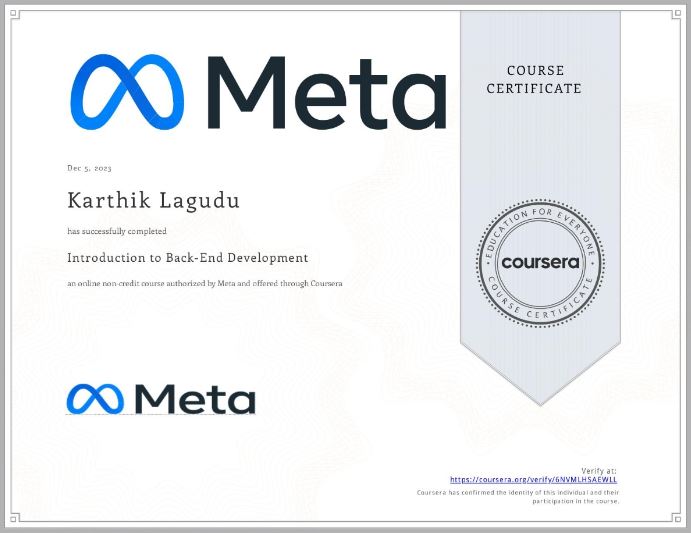 Meta
COURSE
CERTIFICATE
Dec 5, 2023
Karthik Lagudu
has successfully completed
Introduction to Back-End Development
an online non-credit course authorized by Meta and offered through Coursera
EDUCATION FOR EVERYONE
coursera
COURSE CERTIFICATE
Meta
Verify at:
https://coursera.org/verify/6NVMLHSAEWLL
Coursera has confirmed the identity of this individual and their
participation in the course.